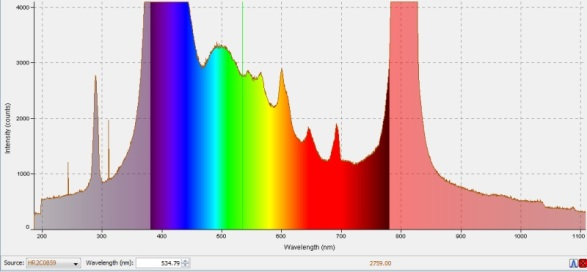 4000
3000
2000
1000
0
Intensity (counts)
200 300 400 500 600 700 800 900 1000 1100
Wavelength (nm)
Source: HR2C0859 Wavelength (nm): 534.79 2759.00
A